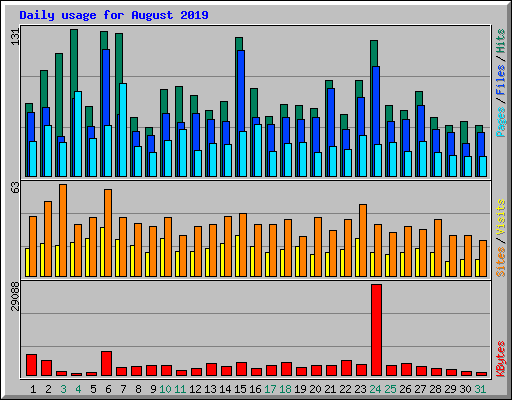 Daily usage for August 2019
131
Pages / Files / Hits
63
Sites / Visits
29088
KBytes
1 2 3 4 5 6 7 8 9 10 11 12 13 14 15 16 17 18 19 20 21 22 23 24 25 26 27 28 29 30 31